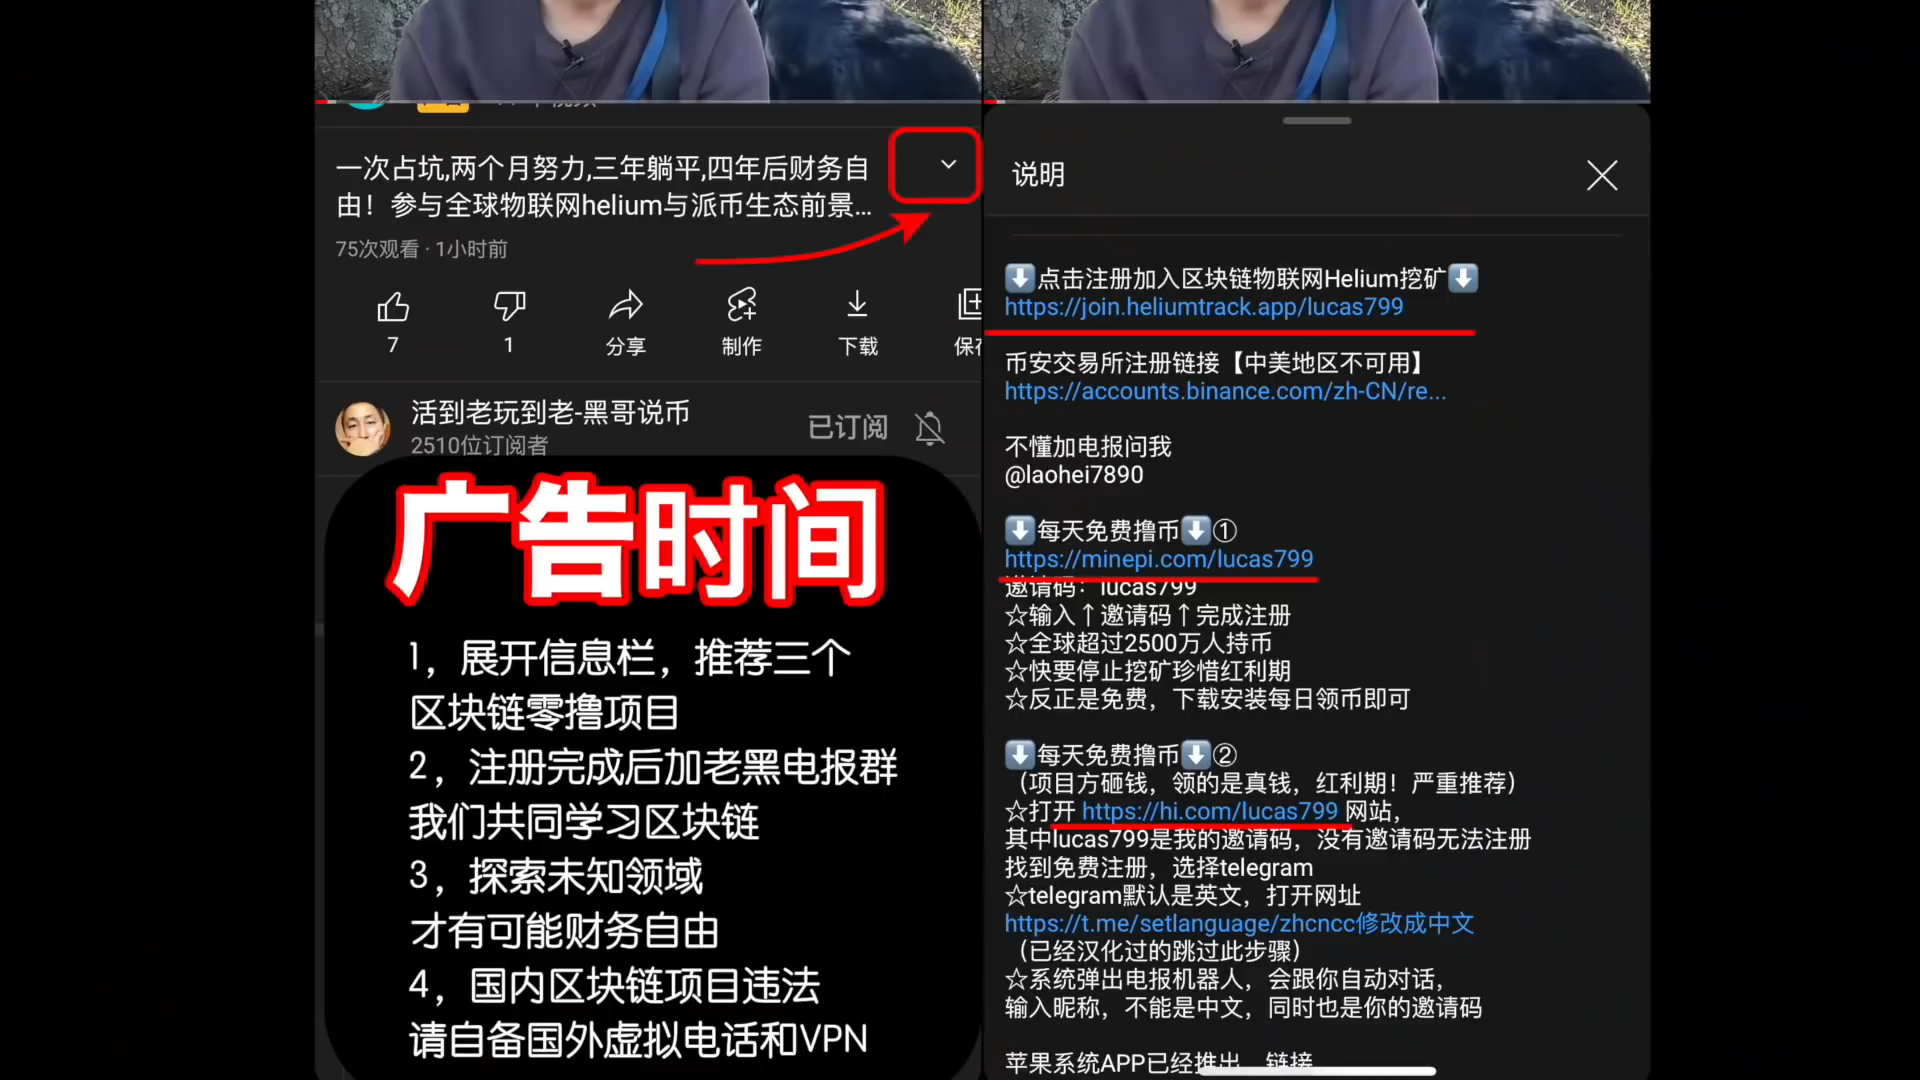 一次占坑,两个月努力,三年躺平,四年后财务自
由！参与全球物联网helium与派币生态前景...
75次观看 · 1小时前
7
1
分享
制作
下载
活到老玩到老-黑哥说币
2510位订阅者
已订阅
广告时间
1，展开信息栏，推荐三个
区块链零撸项目
2，注册完成后加老黑电报群
我们共同学习区块链
3，探索未知领域
才有可能财务自由
4，国内区块链项目违法
请自备国外虚拟电话和VPN
说明
⬇️点击注册加入区块链物联网Helium挖矿⬇️
https://join.heliumtrack.app/lucas799
币安交易所注册链接【中美地区不可用】
https://accounts.binance.com/zh-CN/re...
不懂加电报问我
@laohei7890
⬇️每天免费撸币⬇️①
https://minepi.com/lucas799
邀请码：lucas799
☆输入↑邀请码↑完成注册
☆全球超过2500万人持币
☆快要停止挖矿珍惜红利期
☆反正是免费，下载安装每日领币即可
⬇️每天免费撸币⬇️②
（项目方砸钱，领的是真钱，红利期！严重推荐）
☆打开 https://hi.com/lucas799 网站，
其中lucas799是我的邀请码，没有邀请码无法注册
找到免费注册，选择telegram
☆telegram默认是英文，打开网址
https://t.me/setlanguage/zhcncc修改成中文
（已经汉化过的跳过此步骤）
☆系统弹出电报机器人，会跟你自动对话，
输入昵称，不能是中文，同时也是你的邀请码
苹果系统APP已经推出 链接